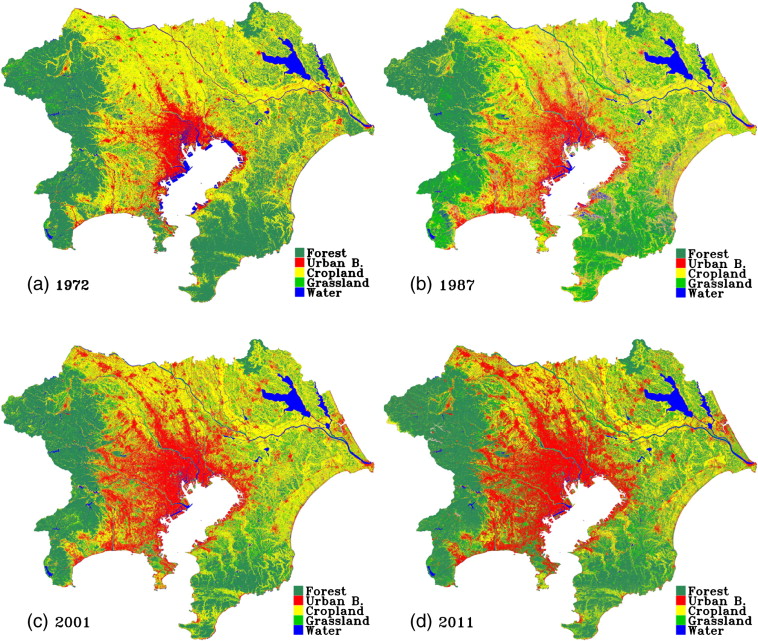 Forest
Urban B.
Cropland
Grassland
Water
(a) 1972
Forest
Urban B.
Cropland
Grassland
Water
(b) 1987
Forest
Urban B.
Cropland
Grassland
Water
(c) 2001
Forest
Urban B.
Cropland
Grassland
Water
(d) 2011